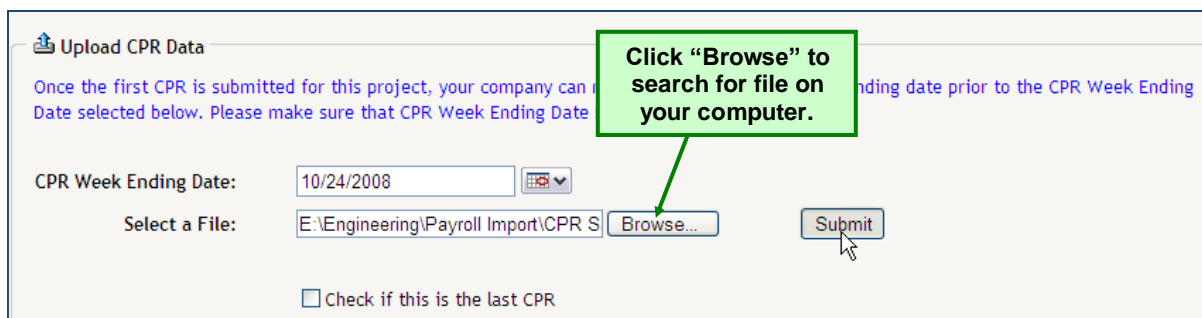 Upload CPR Data
Click “Browse” to
search for file on
your computer.
Once the first CPR is submitted for this project, your company can nding date prior to the CPR Week Ending
Date selected below. Please make sure that CPR Week Ending Date
CPR Week Ending Date: 10/24/2008
Select a File: E:\Engineering\Payroll Import\CPR S Browse... Submit
Check if this is the last CPR